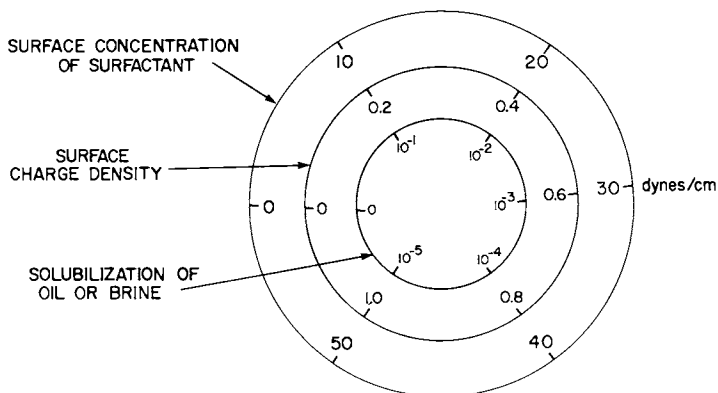 SURFACE CONCENTRATION
OF SURFACTANT
SURFACE
CHARGE DENSITY
SOLUBILIZATION OF
OIL OR BRINE
0
10
20
30 dynes/cm
40
50
0
0.2
0.4
0.6
0.8
1.0
0
10⁻¹
10⁻²
10⁻³
10⁻⁴
10⁻⁵